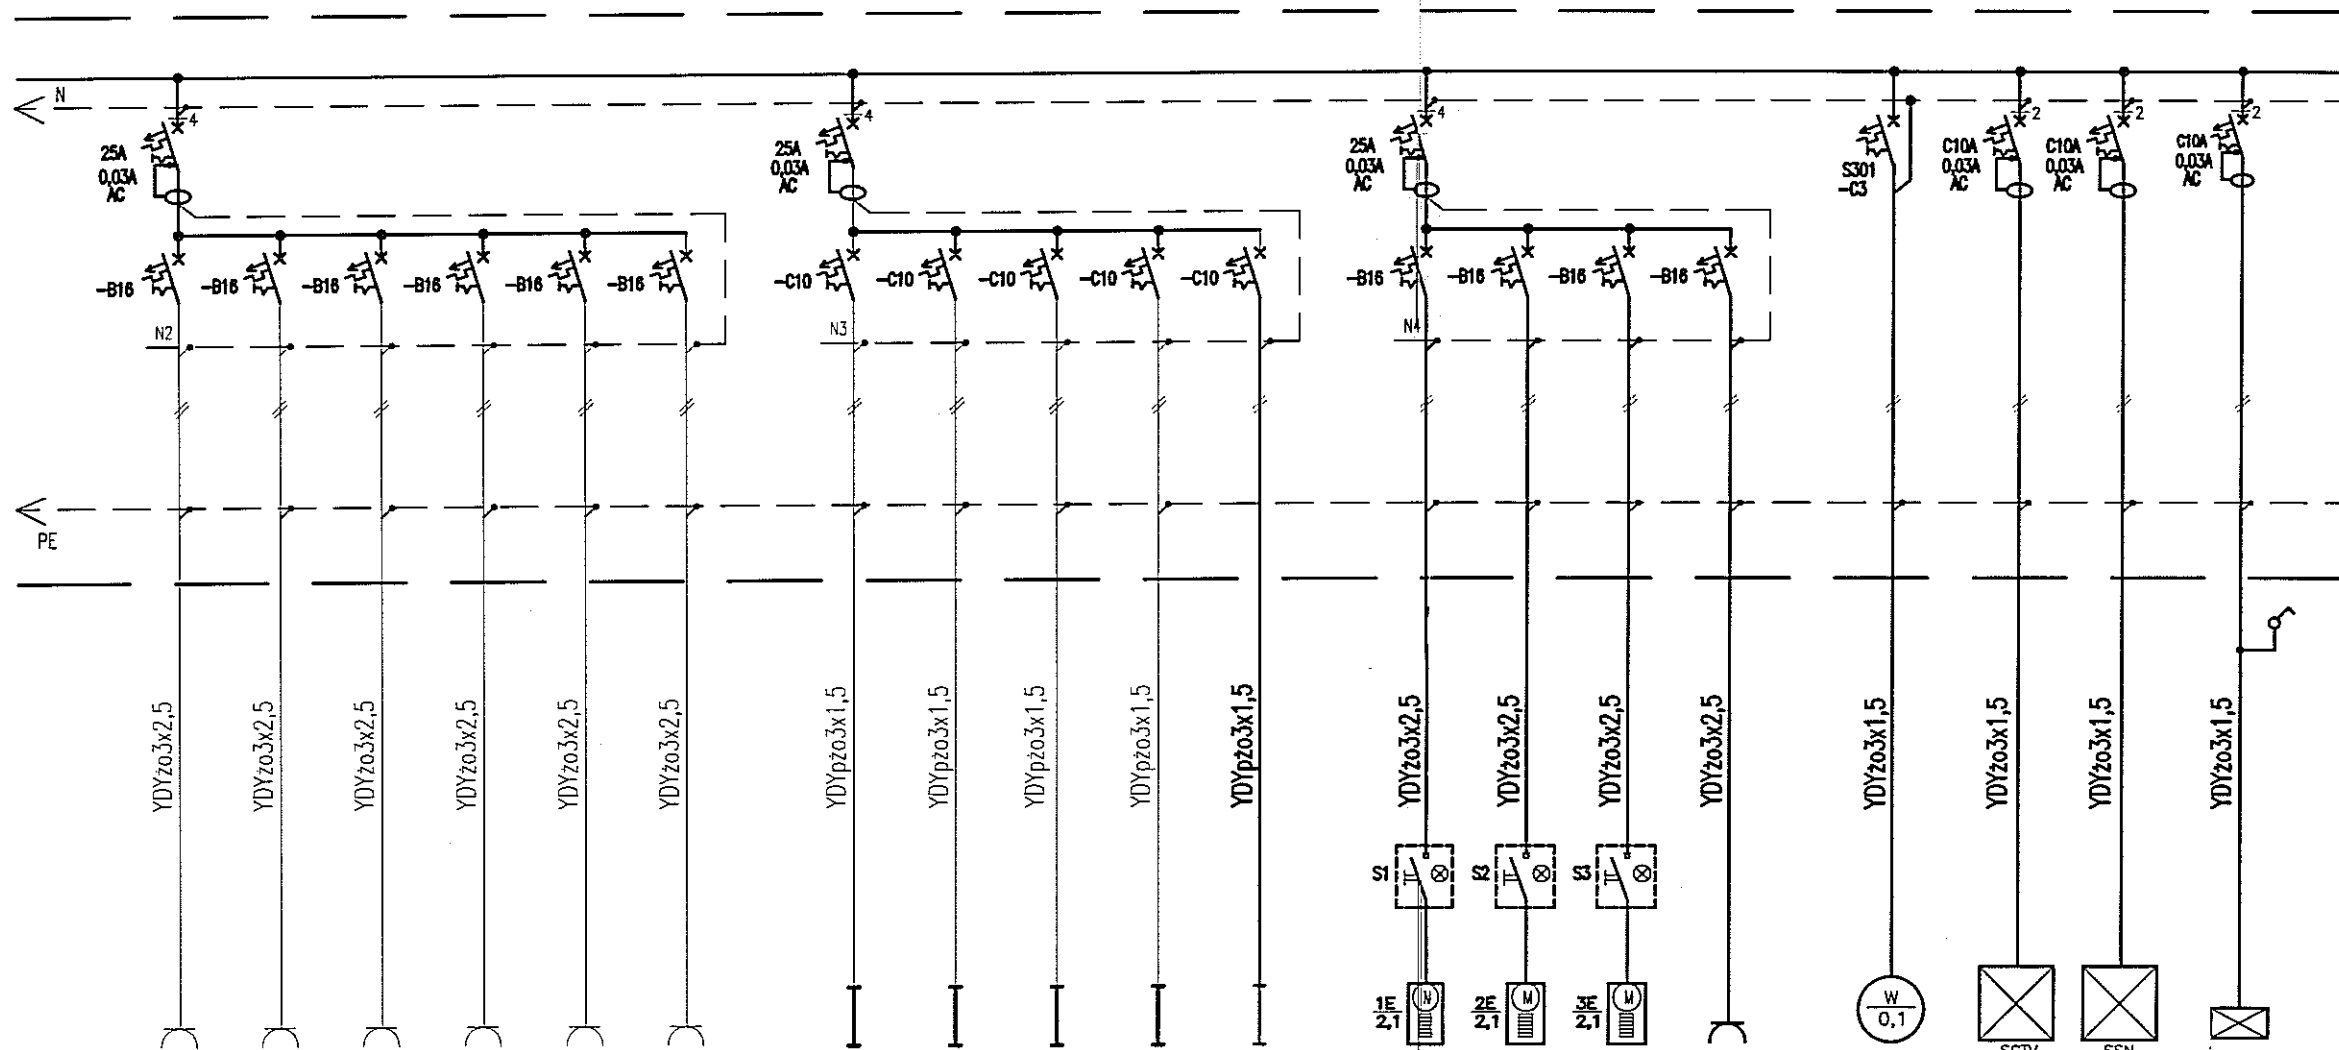 N
4
4
4
2
2
2
25A
0,03A
AC
25A
0,03A
AC
25A
0,03A
AC
S301
-C3
C10A
0,03A
AC
C10A
0,03A
AC
C10A
0,03A
AC
-B16
-B16
-B16
-B16
-B16
-B16
-C10
-C10
-C10
-C10
-C10
-B16
-B16
-B16
-B16
N2
N3
N4
PE
YDYżo3x2,5
YDYżo3x2,5
YDYżo3x2,5
YDYżo3x2,5
YDYżo3x2,5
YDYżo3x2,5
YDYpżo3x1,5
YDYpżo3x1,5
YDYpżo3x1,5
YDYpżo3x1,5
YDYpżo3x1,5
YDYżo3x2,5
YDYżo3x2,5
YDYżo3x2,5
YDYżo3x2,5
YDYżo3x1,5
YDYżo3x1,5
YDYżo3x1,5
YDYżo3x1,5
S1
S2
S3
1E
2,1
M
2E
2,1
M
3E
2,1
M
W
0,1